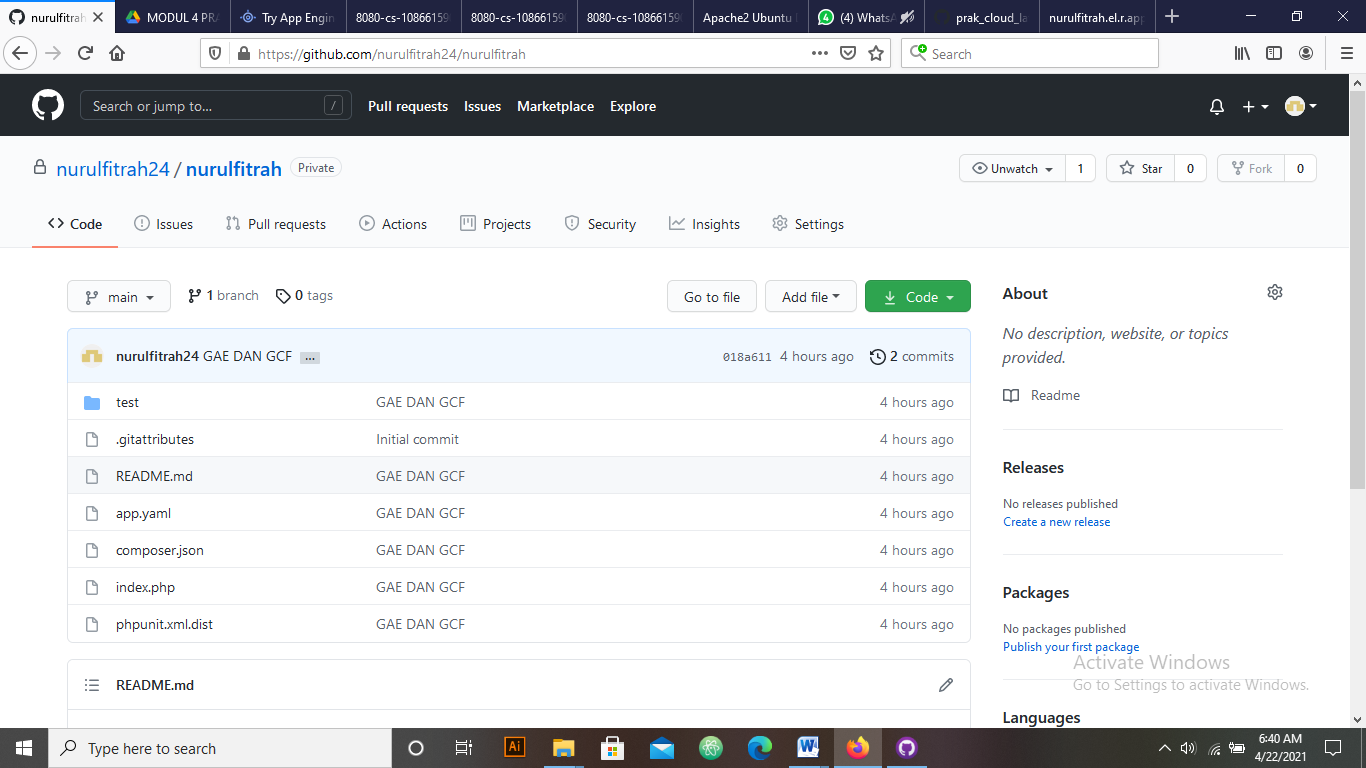 nurulfitrah
MODUL 4 PRA
Try App Engin
8080-cs-1086615
8080-cs-1086615
8080-cs-1086615
Apache2 Ubuntu
(4) WhatsA
prak_cloud_la
nurulfitrah.el.r.app
https://github.com/nurulfitrah24/nurulfitrah
Search
Search or jump to...
/
Pull requests
Issues
Marketplace
Explore
nurulfitrah24 / nurulfitrah
Private
Unwatch
1
Star
0
Fork
0
Code
Issues
Pull requests
Actions
Projects
Security
Insights
Settings
main
1 branch
0 tags
Go to file
Add file
Code
nurulfitrah24 GAE DAN GCF ...
018a611 4 hours ago
2 commits
test GAE DAN GCF 4 hours ago
.gitattributes Initial commit 4 hours ago
README.md GAE DAN GCF 4 hours ago
app.yaml GAE DAN GCF 4 hours ago
composer.json GAE DAN GCF 4 hours ago
index.php GAE DAN GCF 4 hours ago
phpunit.xml.dist GAE DAN GCF 4 hours ago
README.md
About
No description, website, or topics
provided.
Readme
Releases
No releases published
Create a new release
Packages
No packages published
Publish your first package
Activate Windows
Go to Settings to activate Windows.
Languages
Type here to search
Ai
W
6:40 AM
4/22/2021